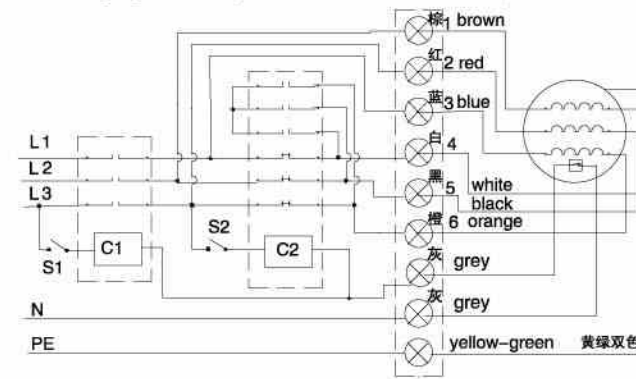 棕1 brown
红2 red
蓝3 blue
L1
白4
L2
黑5 white
black
L3
橙6 orange
S1
C1
S2
C2
灰 grey
N
灰 grey
PE
yellow-green 黄绿双色